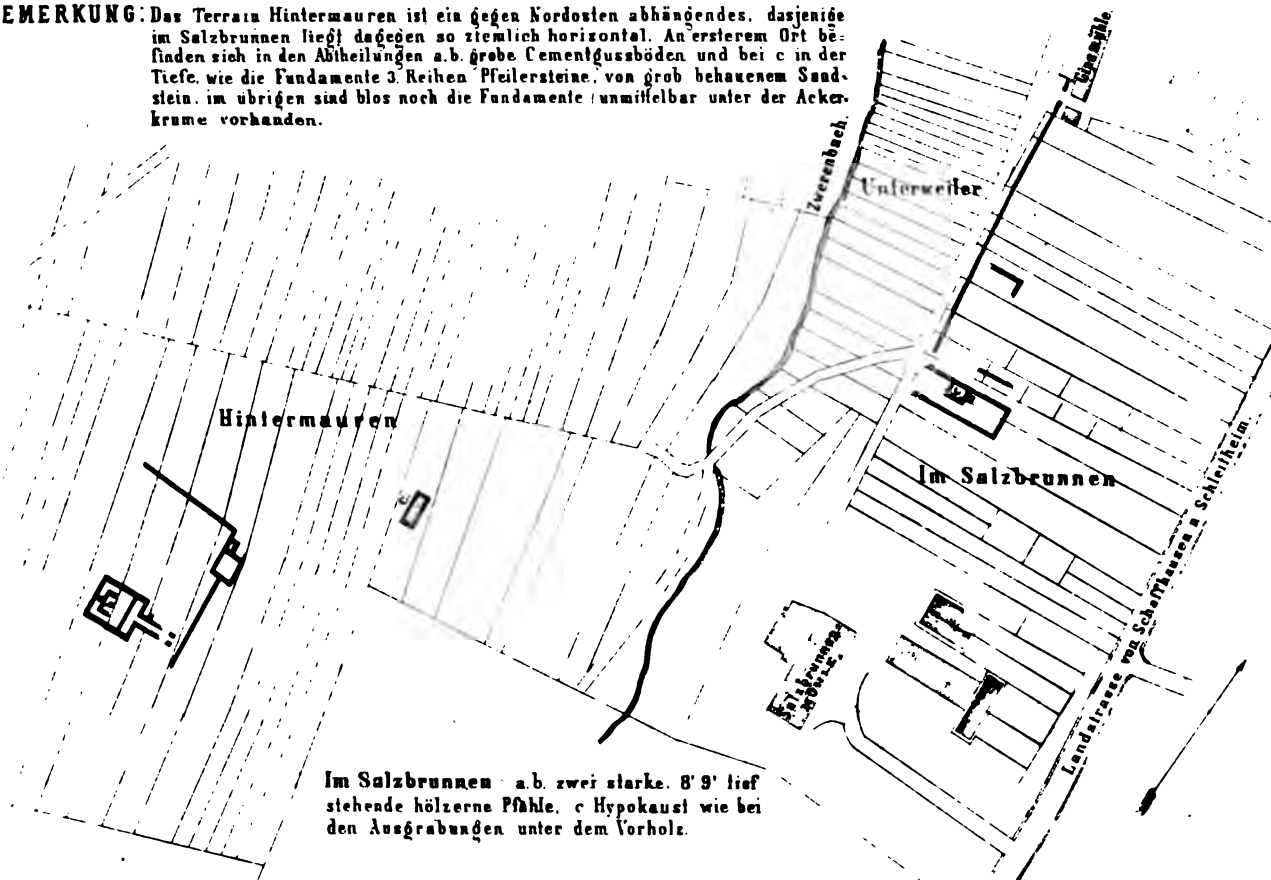 EMERKUNG: Das Terrain Hintermauren ist ein gegen Nordosten abhängendes, dasjenige
im Salzbrunnen liegt dagegen so ziemlich horizontal. An ersterem Ort be=
finden sich in den Abtheilungen a.b. grobe Cementgussböden und bei c in der
Tiefe, wie die Fundamente 3 Reihen Pfeilersteine, von grob behauenem Sand-
stein, im übrigen sind blos noch die Fundamente unmittelbar unter der Acker-
krume vorhanden.
Gipsmühle.
Zwerenbach.
Unterweiler
Hintermauren
Im Salzbrunnen
c.
Landstrasse von Schaffhausen n Schleitheim.
Salzbrunnen-
MÜHLE.
Im Salzbrunnen a.b. zwei starke, 8' 9' tief
stehende hölzerne Pfähle, c Hypokaust wie bei
den Ausgrabungen unter dem Vorholz.